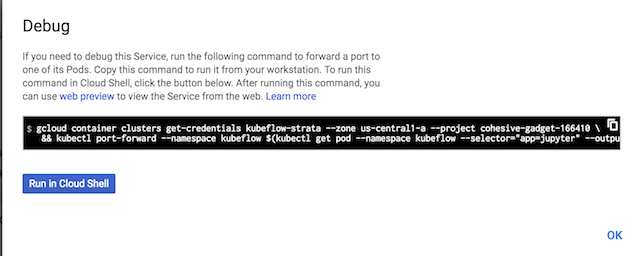 Debug
If you need to debug this Service, run the following command to forward a port to
one of its Pods. Copy this command to run it from your workstation. To run this
command in Cloud Shell, click the button below. After running this command, you
can use web preview to view the Service from the web. Learn more
$ gcloud container clusters get-credentials kubeflow-strata --zone us-central1-a --project cohesive-gadget-166410 \
&& kubectl port-forward --namespace kubeflow $(kubectl get pod --namespace kubeflow --selector="app=jupyter" --outpu
Run in Cloud Shell
OK